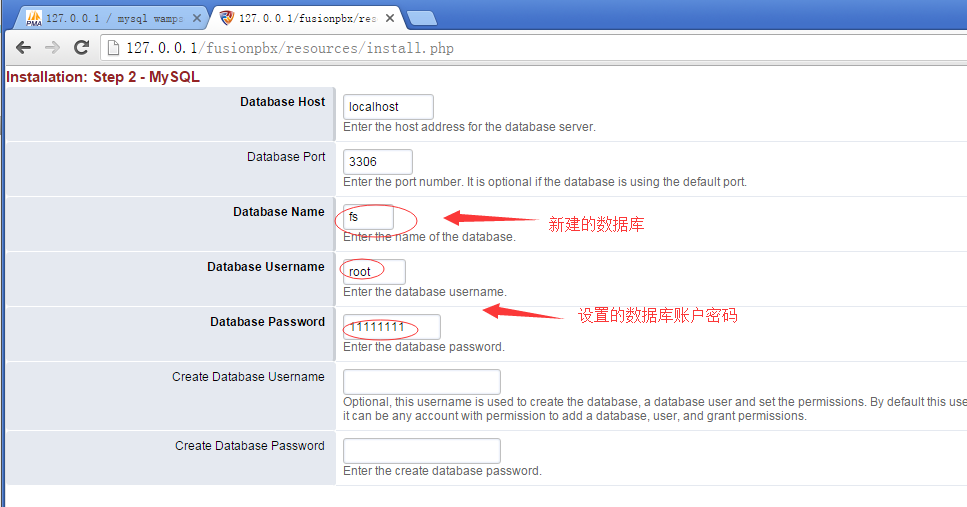 127.0.0.1 / mysql wamps
127.0.0.1/fusionpbx/res
PMA
127.0.0.1/fusionpbx/resources/install.php
Installation: Step 2 - MySQL
Database Host
localhost
Enter the host address for the database server.
Database Port
3306
Enter the port number. It is optional if the database is using the default port.
Database Name
fs
新建的数据库
Enter the name of the database.
Database Username
root
Enter the database username.
设置的数据库账户密码
Database Password
11111111
Enter the database password.
Create Database Username
Optional, this username is used to create the database, a database user and set the permissions. By default this use
it can be any account with permission to add a database, user, and grant permissions.
Create Database Password
Enter the create database password.